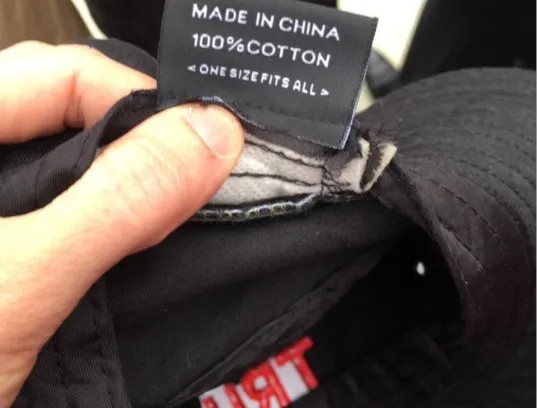 MADE IN CHINA
100% COTTON
< ONE SIZE FITS ALL >